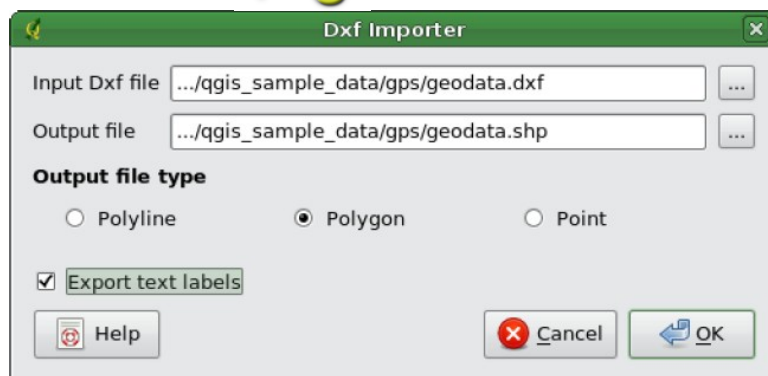 Dxf Importer
Input Dxf file .../qgis_sample_data/gps/geodata.dxf ...
Output file .../qgis_sample_data/gps/geodata.shp ...
Output file type
Polyline Polygon Point
Export text labels
Help Cancel OK